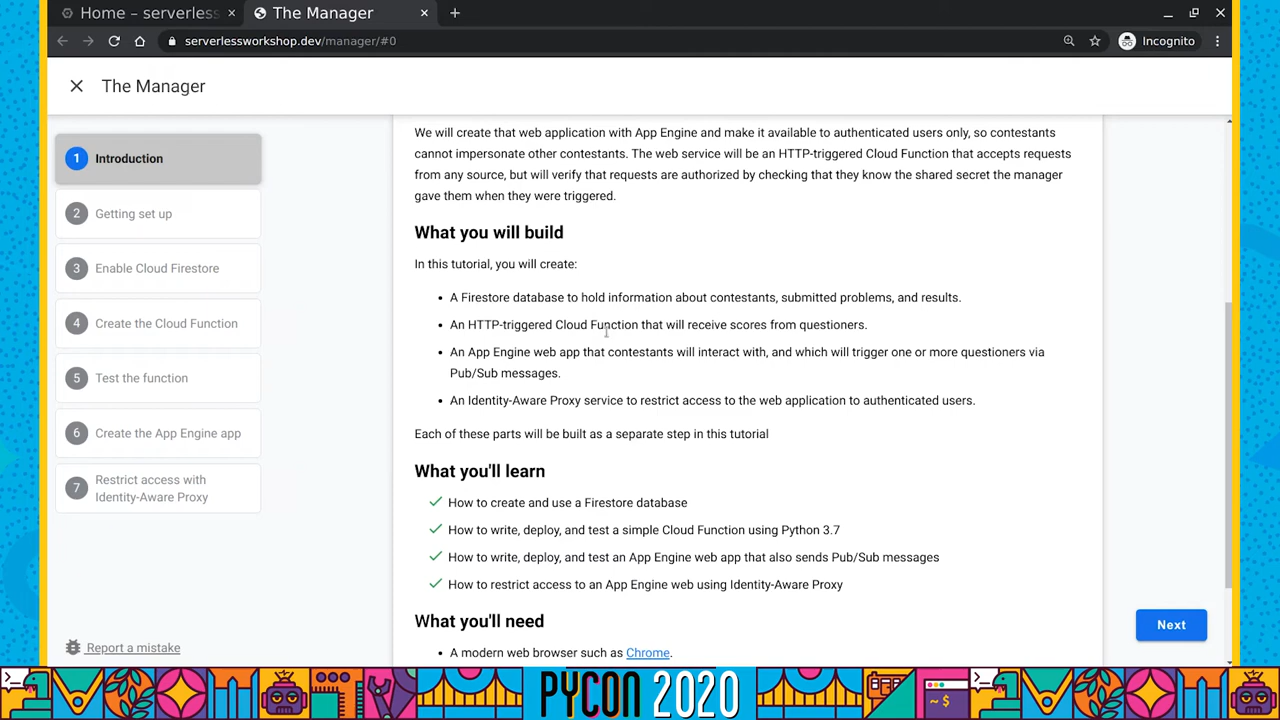 Home – serverless
The Manager
serverlessworkshop.dev/manager/#0
Incognito
The Manager
1 Introduction
2 Getting set up
3 Enable Cloud Firestore
4 Create the Cloud Function
5 Test the function
6 Create the App Engine app
7 Restrict access with
Identity-Aware Proxy
Report a mistake
We will create that web application with App Engine and make it available to authenticated users only, so contestants
cannot impersonate other contestants. The web service will be an HTTP-triggered Cloud Function that accepts requests
from any source, but will verify that requests are authorized by checking that they know the shared secret the manager
gave them when they were triggered.
What you will build
In this tutorial, you will create:
• A Firestore database to hold information about contestants, submitted problems, and results.
• An HTTP-triggered Cloud Function that will receive scores from questioners.
• An App Engine web app that contestants will interact with, and which will trigger one or more questioners via
Pub/Sub messages.
• An Identity-Aware Proxy service to restrict access to the web application to authenticated users.
Each of these parts will be built as a separate step in this tutorial
What you'll learn
How to create and use a Firestore database
How to write, deploy, and test a simple Cloud Function using Python 3.7
How to write, deploy, and test an App Engine web app that also sends Pub/Sub messages
How to restrict access to an App Engine web using Identity-Aware Proxy
What you'll need
• A modern web browser such as Chrome.
Next
PYCON 2020
~ $